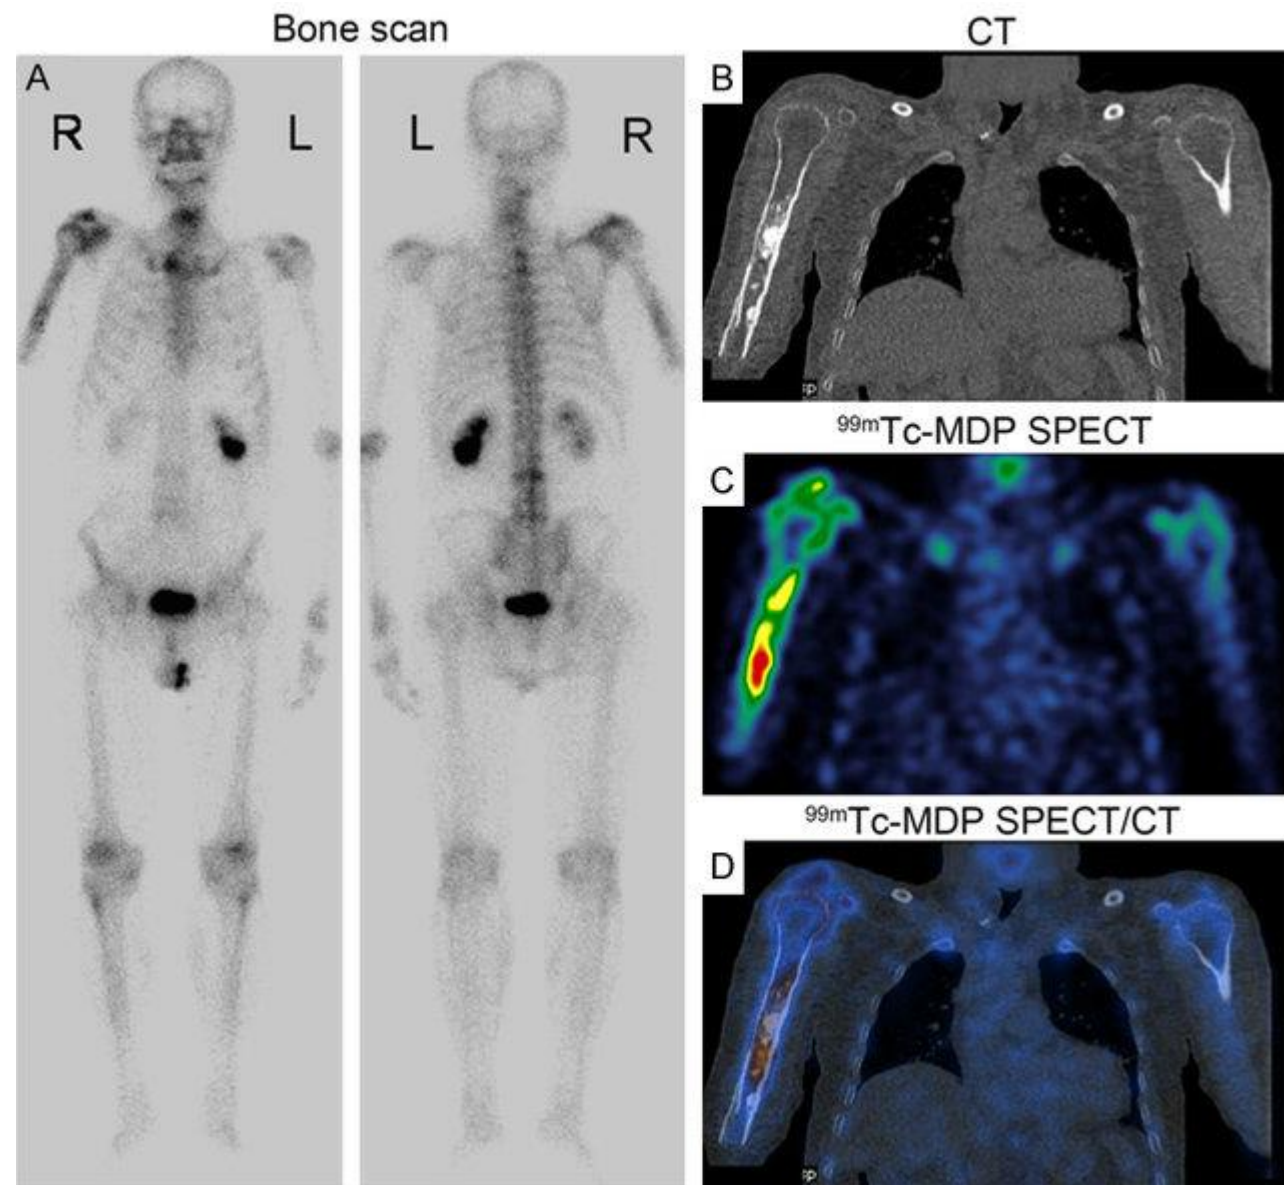 Bone scan
A
R L
L R
CT
B
99mTc-MDP SPECT
C
99mTc-MDP SPECT/CT
D